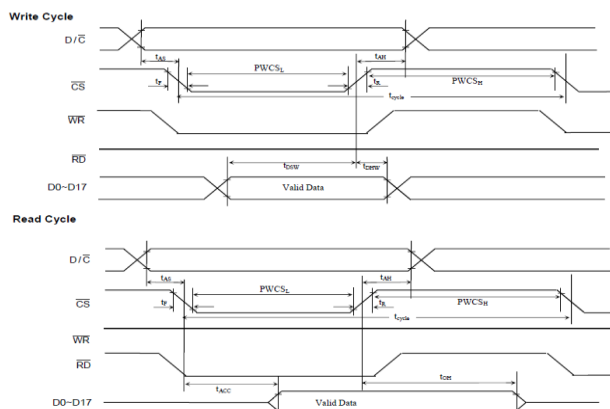 Write Cycle
D/C
tAS
tAH
CS
tF
PWCSL
tR
PWCSH
tcycle
WR
RD
tDSW
tDHW
D0~D17
Valid Data
Read Cycle
D/C
tAS
tAH
CS
tF
PWCSL
tR
PWCSH
tcycle
WR
RD
tACC
tOH
D0~D17
Valid Data